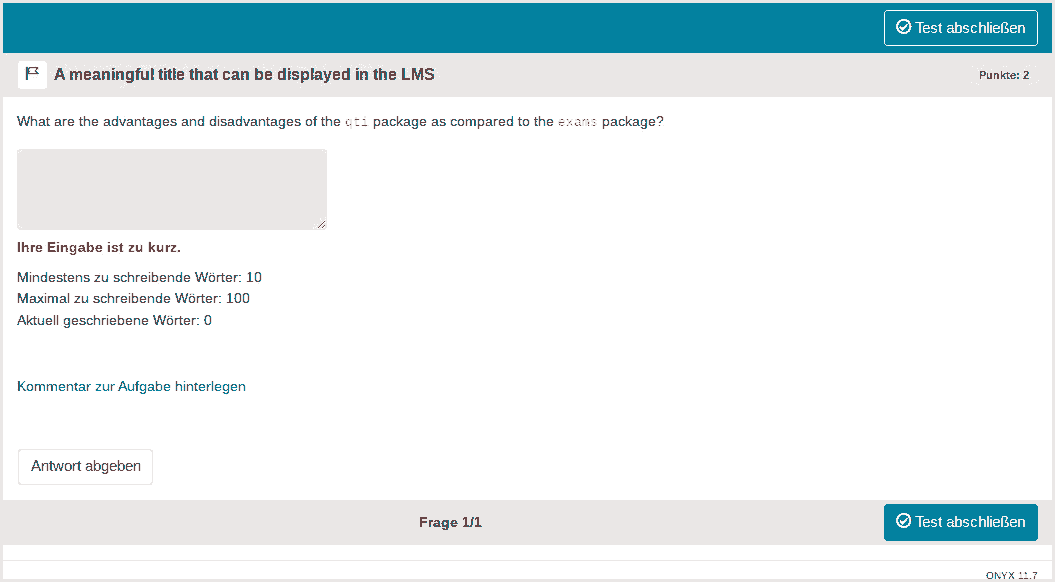 Test abschließen
A meaningful title that can be displayed in the LMS
Punkte: 2
What are the advantages and disadvantages of the qti package as compared to the exams package?
Ihre Eingabe ist zu kurz.
Mindestens zu schreibende Wörter: 10
Maximal zu schreibende Wörter: 100
Aktuell geschriebene Wörter: 0
Kommentar zur Aufgabe hinterlegen
Antwort abgeben
Frage 1/1
Test abschließen
ONYX 11.7